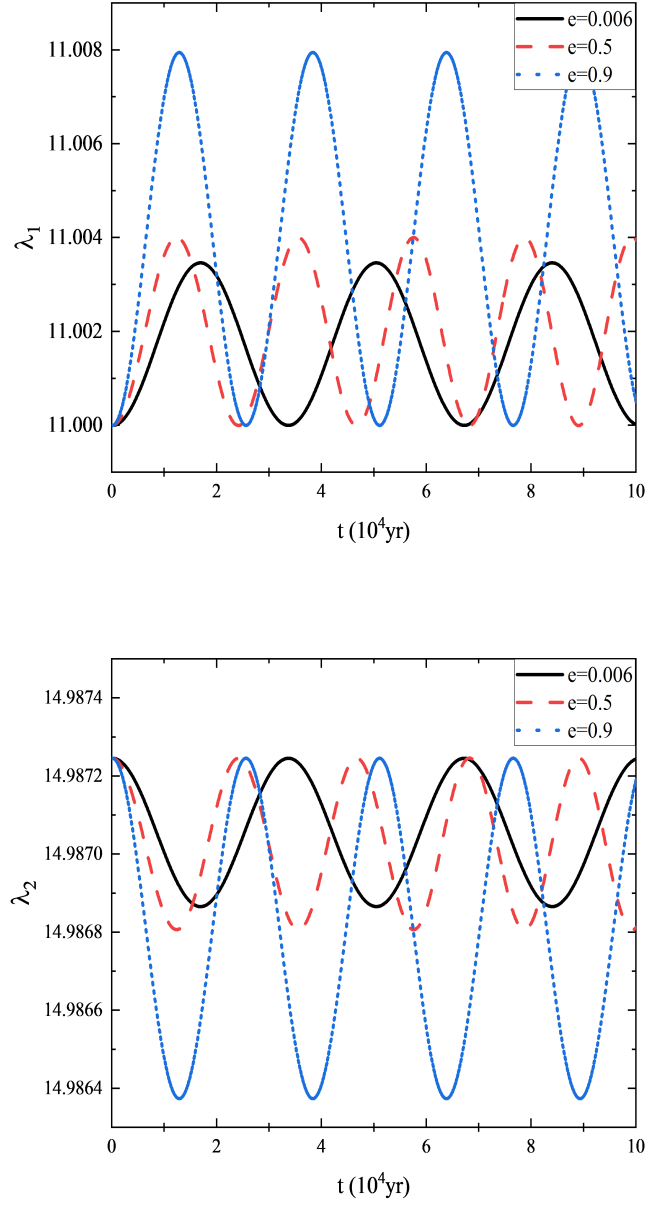 e=0.006
e=0.5
e=0.9
11.008
11.006
11.004
11.002
11.000
λ₁
0 2 4 6 8 10
t (10⁴yr)
e=0.006
e=0.5
e=0.9
14.9874
14.9872
14.9870
14.9868
14.9866
14.9864
λ₂
0 2 4 6 8 10
t (10⁴yr)